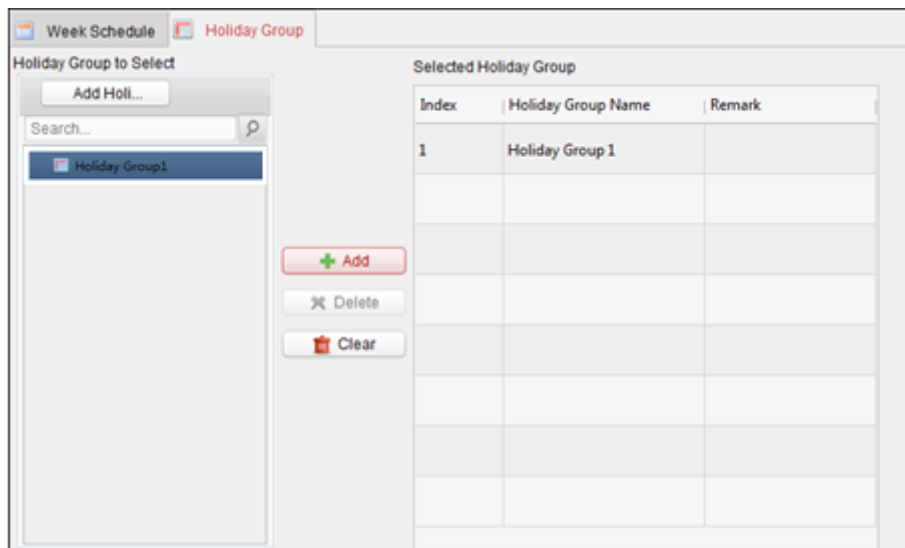 Week Schedule Holiday Group
Holiday Group to Select
Add Holi...
Search...
Holiday Group1
Add
Delete
Clear
Selected Holiday Group
Index Holiday Group Name Remark
1 Holiday Group 1